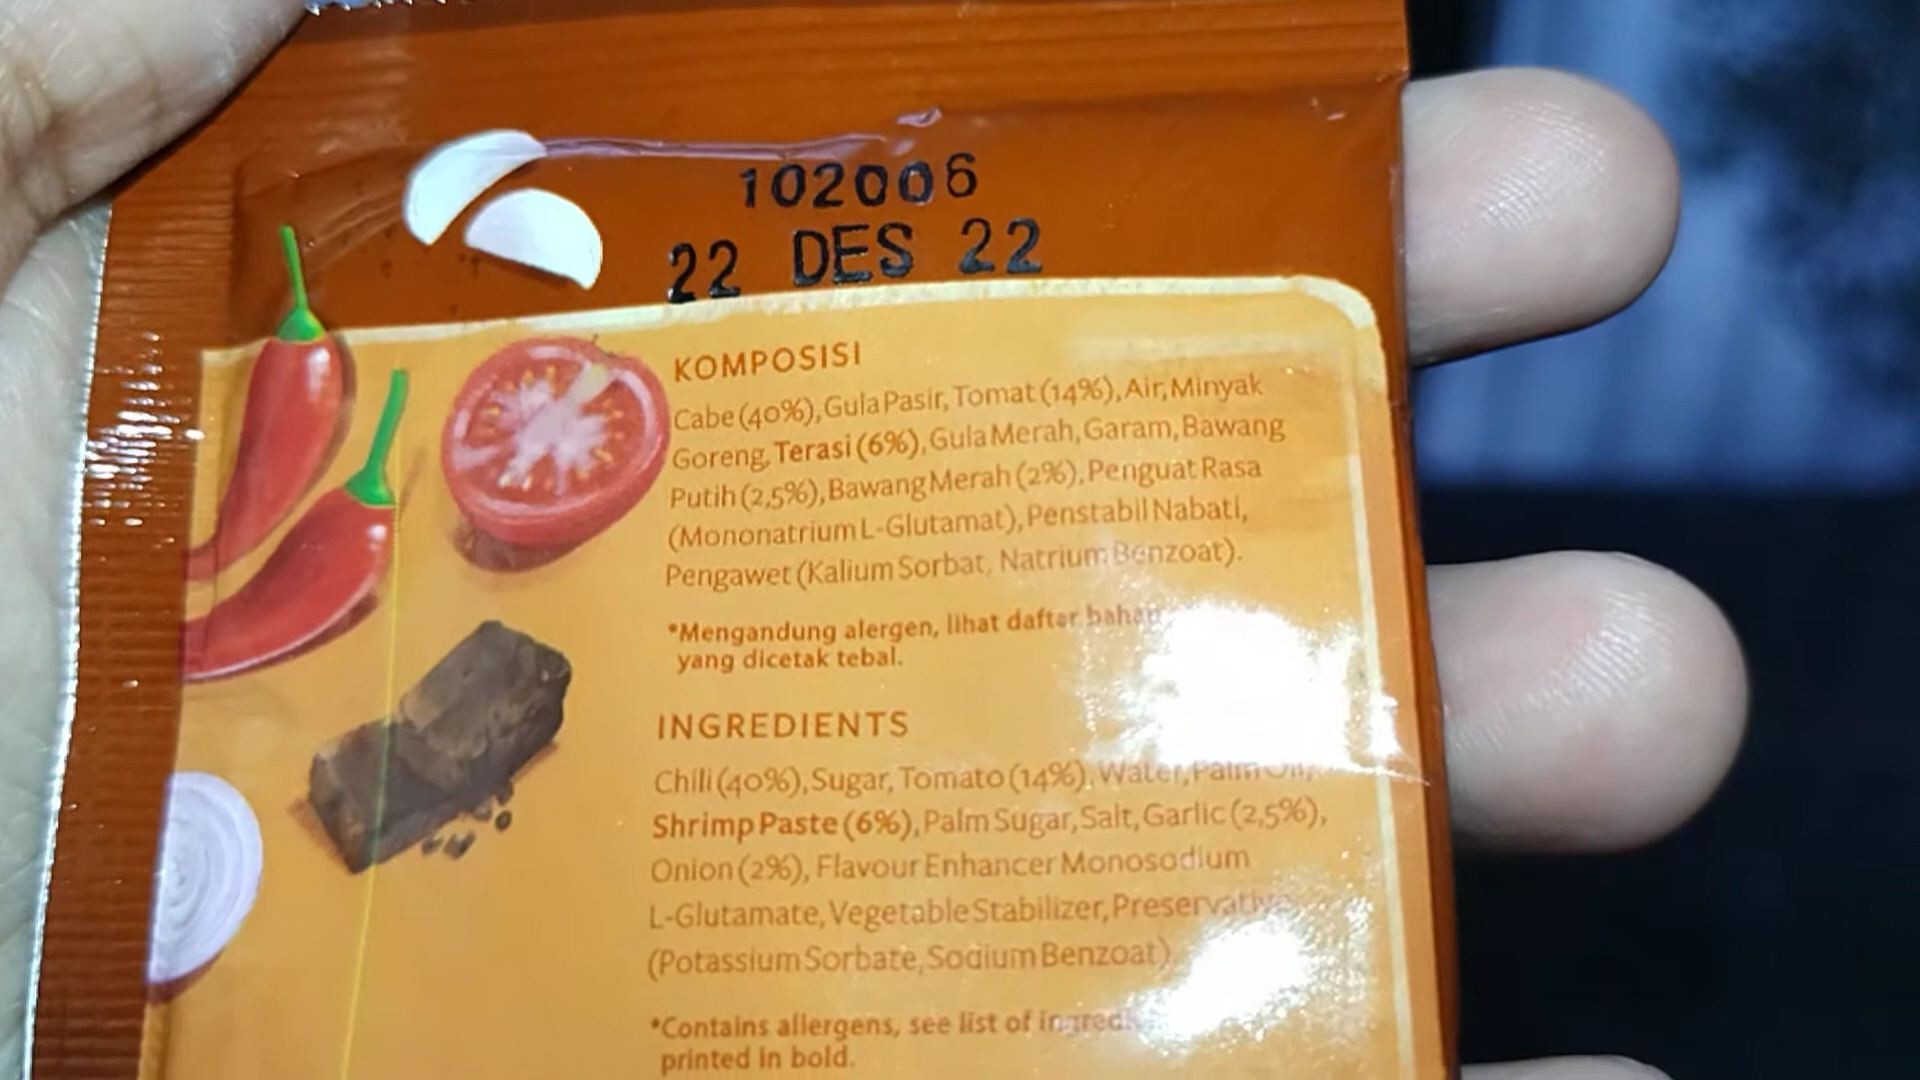 102006
22 DES 22
KOMPOSISI
Cabe (40%), Gula Pasir, Tomat (14%), Air, Minyak
Goreng, Terasi (6%), Gula Merah, Garam, Bawang
Putih (2,5%), Bawang Merah (2%), Penguat Rasa
(Mononatrium L-Glutamat), Penstabil Nabati,
Pengawet (Kalium Sorbat, Natrium Benzoat).
*Mengandung alergen, lihat daftar bahan
yang dicetak tebal.
INGREDIENTS
Chili (40%), Sugar, Tomato (14%), Water, Palm Oil,
Shrimp Paste (6%), Palm Sugar, Salt, Garlic (2,5%),
Onion (2%), Flavour Enhancer Monosodium
L-Glutamate, Vegetable Stabilizer, Preservative
(Potassium Sorbate, Sodium Benzoat).
*Contains allergens, see list of
printed in bold.